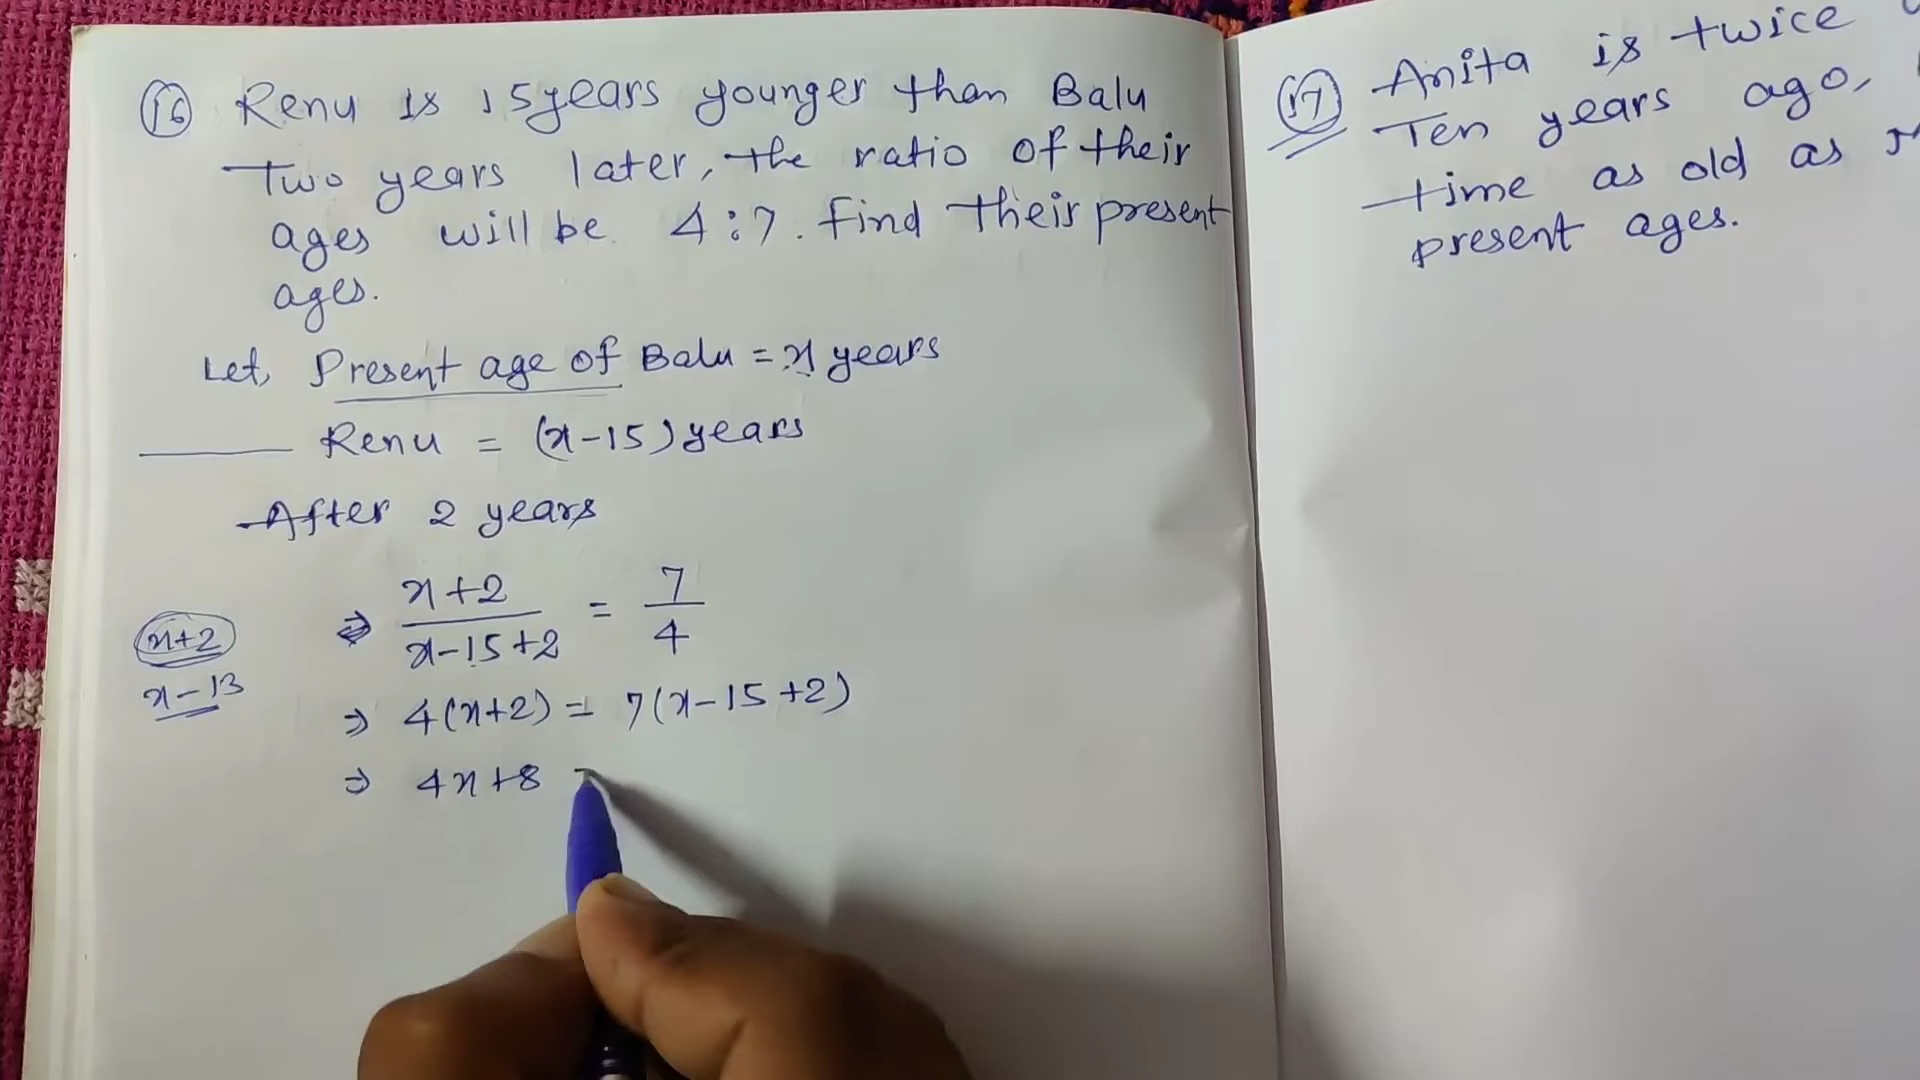 16 Renu is 15 years younger than Balu
Two years later, the ratio of their
ages will be 4:7. Find their present
ages.
Let, Present age of Balu = x years
Renu = (x-15) years
After 2 years
x+2
x-13
⇒ x+2 / x-15+2 = 7/4
⇒ 4(x+2) = 7(x-15+2)
⇒ 4x+8 =
17 Anita is twice
Ten years ago,
time as old as
present ages.